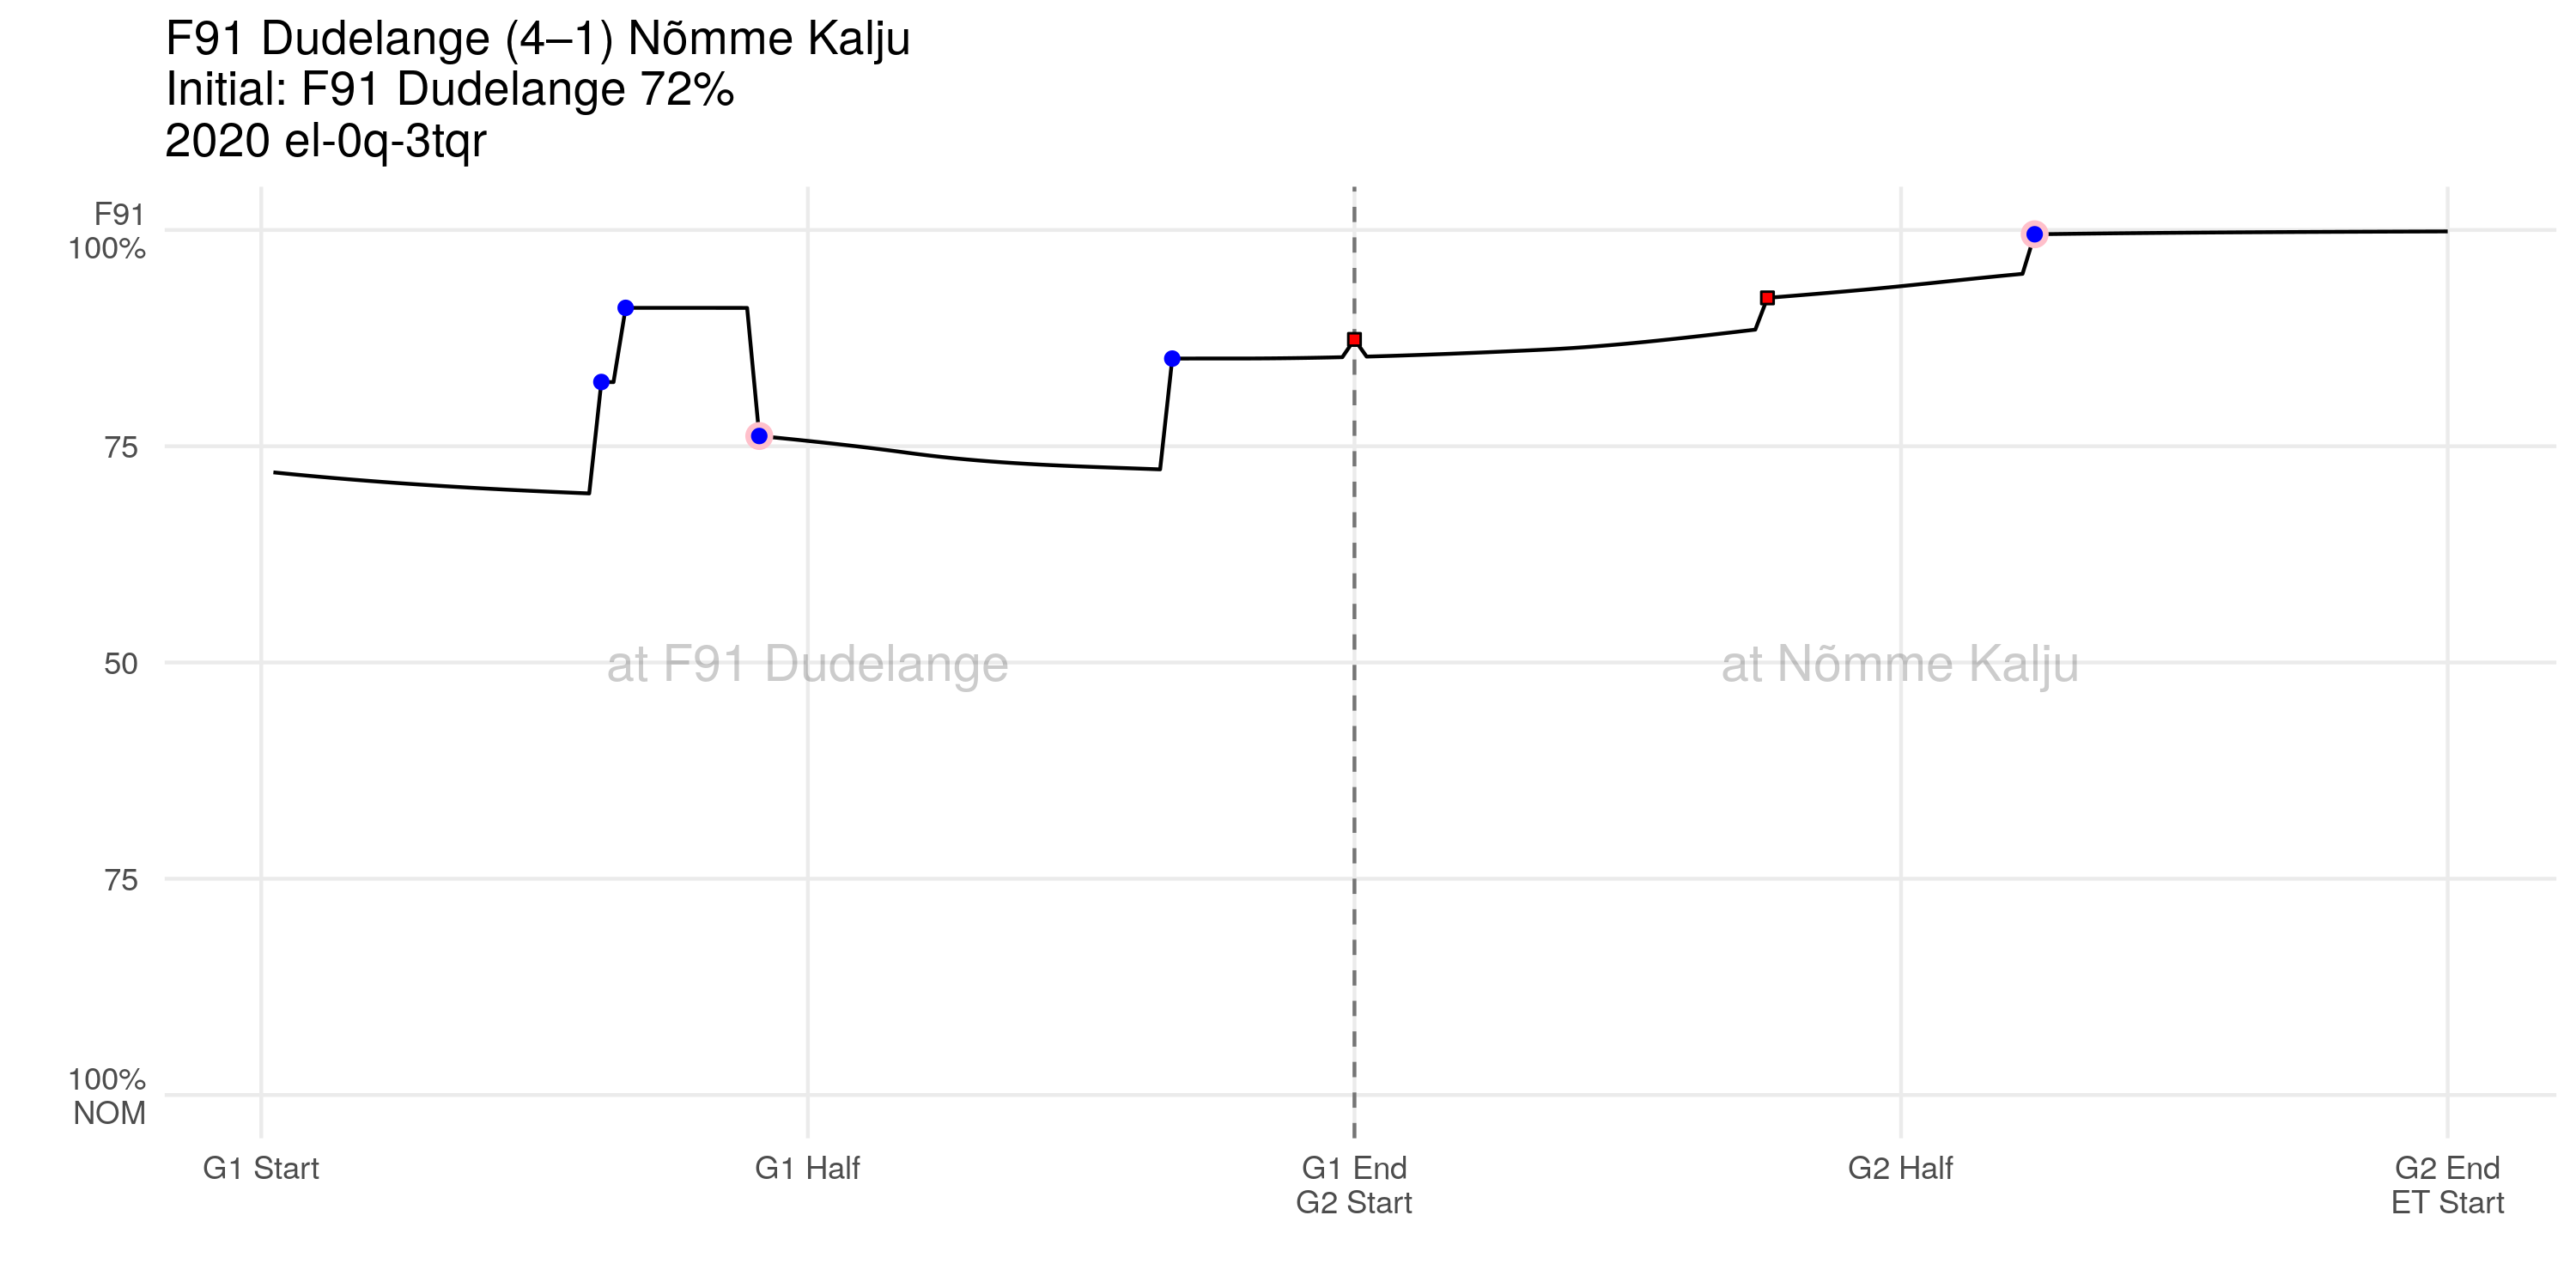 F91 Dudelange (4–1) Nõmme Kalju
Initial: F91 Dudelange 72%
2020 el-0q-3tqr
F91
100%
75
50
75
100%
NOM
at F91 Dudelange
at Nõmme Kalju
G1 Start
G1 Half
G1 End
G2 Start
G2 Half
G2 End
ET Start